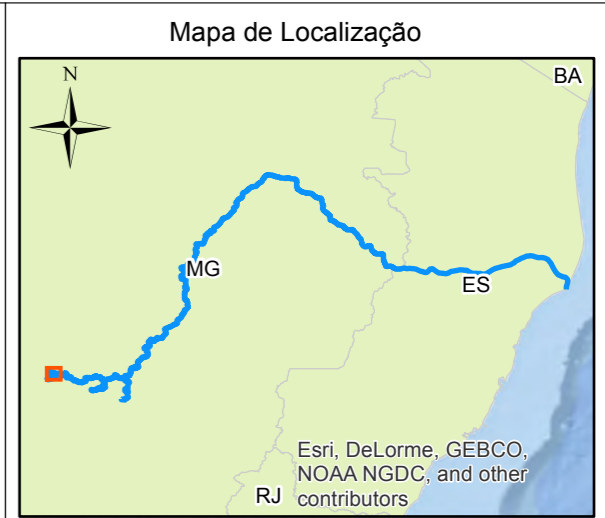 Mapa de Localização
BA
N
MG
ES
Esri, DeLorme, GEBCO,
NOAA NGDC, and other
RJ contributors